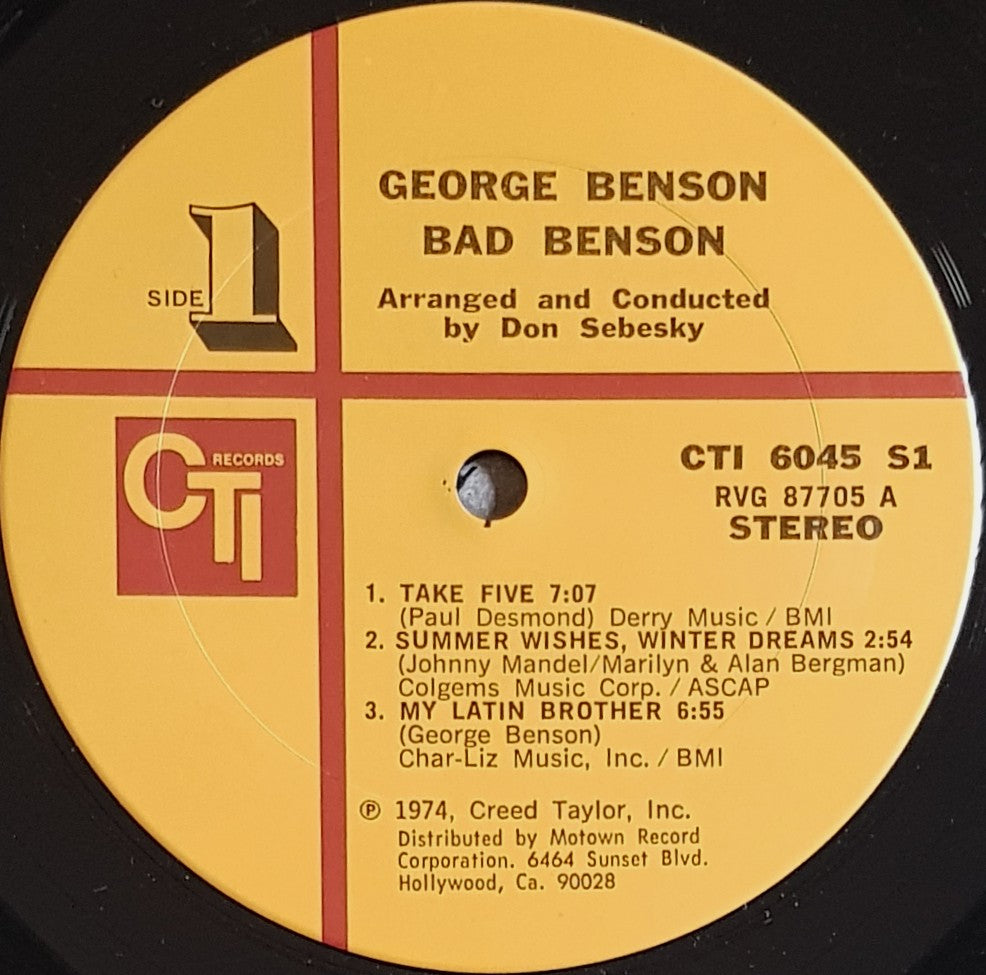 GEORGE BENSON
BAD BENSON
Arranged and Conducted
by Don Sebesky
SIDE 1
CTI RECORDS
CTI 6045 S1
RVG 87705 A
STEREO
1. TAKE FIVE 7:07
(Paul Desmond) Derry Music / BMI
2. SUMMER WISHES, WINTER DREAMS 2:54
(Johnny Mandel/Marilyn & Alan Bergman)
Colgems Music Corp. / ASCAP
3. MY LATIN BROTHER 6:55
(George Benson)
Char-Liz Music, Inc. / BMI
℗ 1974, Creed Taylor, Inc.
Distributed by Motown Record
Corporation. 6464 Sunset Blvd.
Hollywood, Ca. 90028